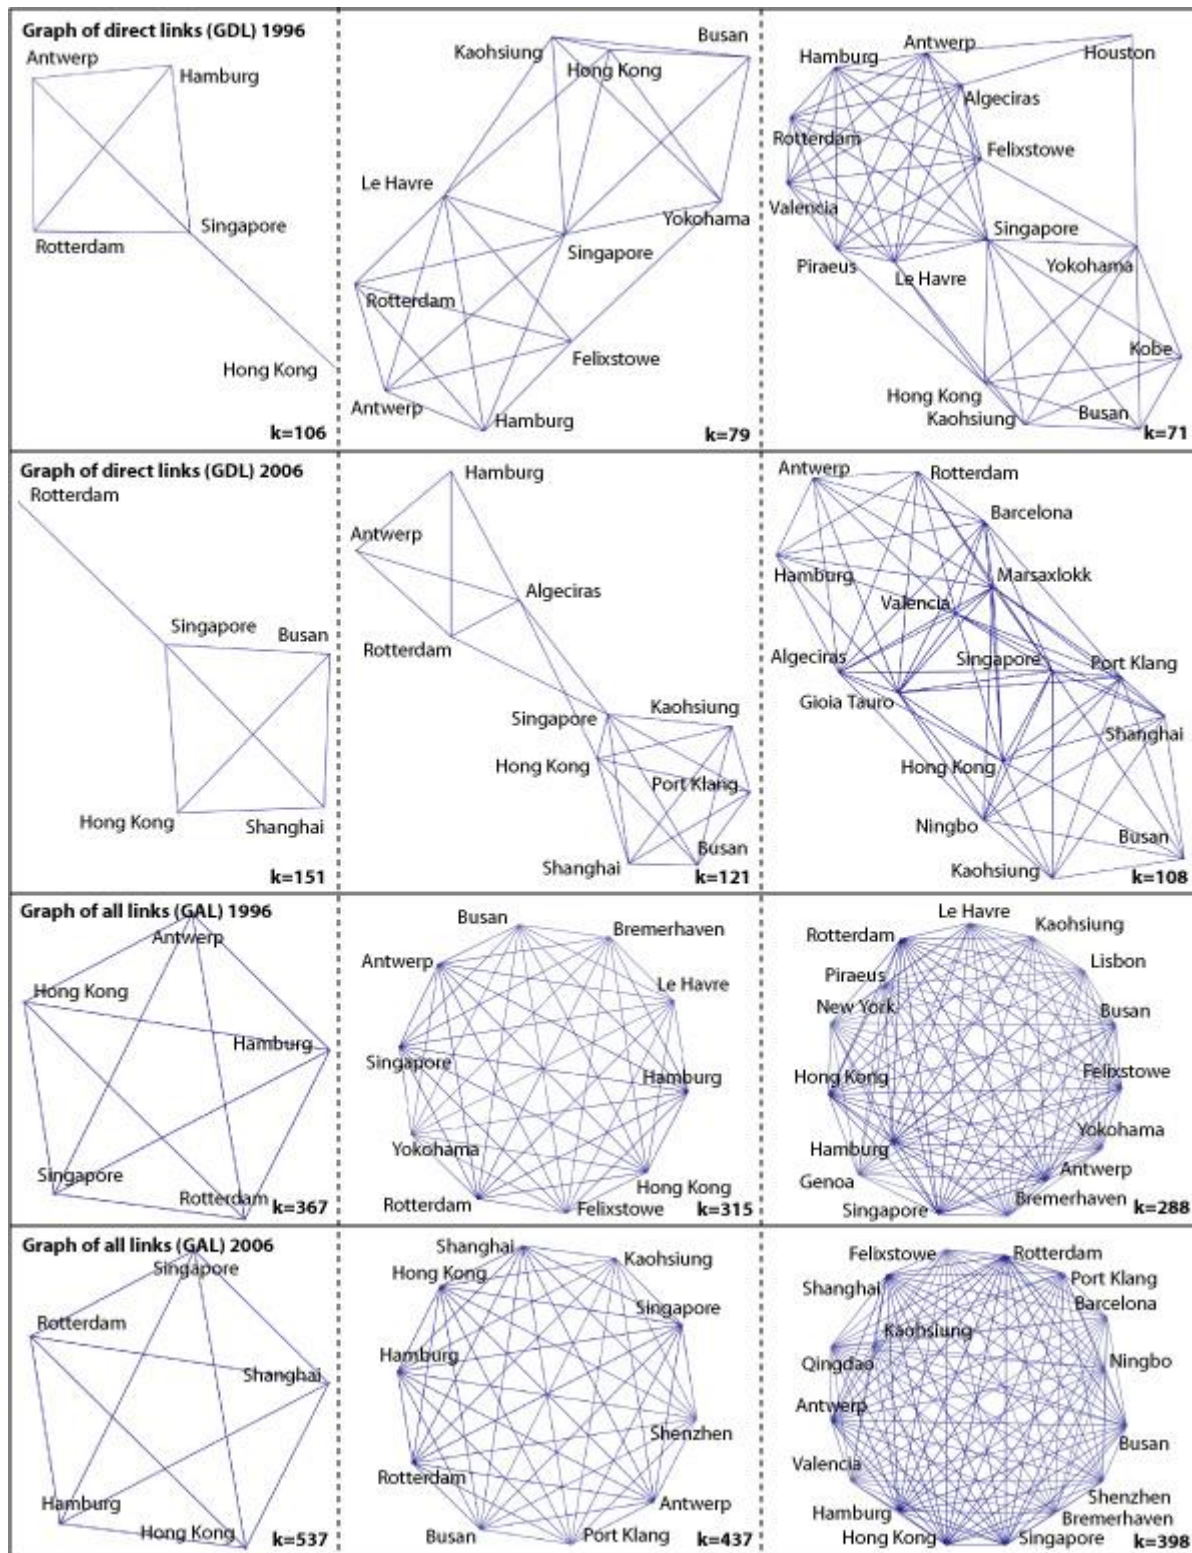 Graph of direct links (GDL) 1996
Antwerp
Hamburg
Singapore
Rotterdam
Hong Kong
k=106
Busan
Kaohsiung
Hong Kong
Le Havre
Yokohama
Singapore
Rotterdam
Felixstowe
Antwerp
Hamburg
k=79
Antwerp
Hamburg
Houston
Algeciras
Rotterdam
Felixstowe
Valencia
Singapore
Piraeus
Yokohama
Le Havre
Kobe
Hong Kong
Kaohsiung
Busan
k=71
Graph of direct links (GDL) 2006
Rotterdam
Singapore
Busan
Hong Kong
Shanghai
k=151
Hamburg
Antwerp
Algeciras
Rotterdam
Kaohsiung
Singapore
Hong Kong
Port Klang
Busan
Shanghai
k=121
Antwerp
Rotterdam
Barcelona
Hamburg
Marsaxlokk
Valencia
Algeciras
Singapore
Port Klang
Gioia Tauro
Shanghai
Hong Kong
Ningbo
Busan
Kaohsiung
k=108
Graph of all links (GAL) 1996
Antwerp
Hong Kong
Hamburg
Singapore
Rotterdam
k=367
Busan
Bremerhaven
Antwerp
Le Havre
Singapore
Hamburg
Yokohama
Hong Kong
Rotterdam
Felixstowe
k=315
Le Havre
Kaohsiung
Rotterdam
Lisbon
Piraeus
New York
Busan
Hong Kong
Felixstowe
Yokohama
Hamburg
Antwerp
Genoa
Bremerhaven
Singapore
k=288
Graph of all links (GAL) 2006
Singapore
Rotterdam
Shanghai
Hamburg
Hong Kong
k=537
Shanghai
Kaohsiung
Hong Kong
Singapore
Hamburg
Shenzhen
Rotterdam
Antwerp
Busan
Port Klang
k=437
Felixstowe
Rotterdam
Shanghai
Port Klang
Barcelona
Kaohsiung
Qingdao
Ningbo
Antwerp
Busan
Valencia
Shenzhen
Hamburg
Bremerhaven
Hong Kong
Singapore
k=398